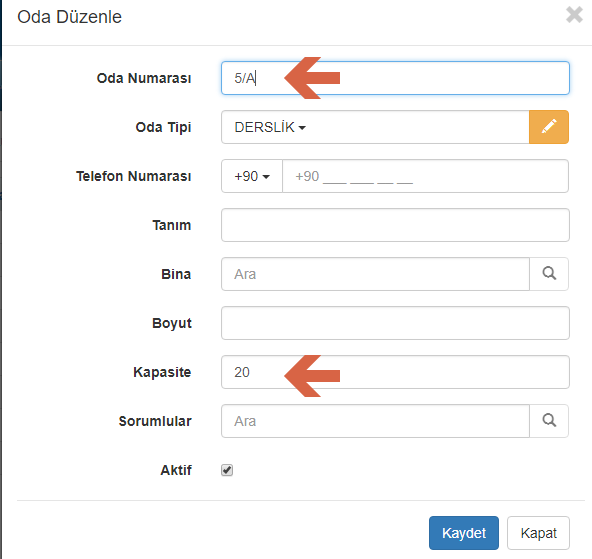 Oda Düzenle
Oda Numarası 5/A
Oda Tipi DERSLİK
Telefon Numarası +90 +90 ___ ___ __ __
Tanım
Bina Ara
Boyut
Kapasite 20
Sorumlular Ara
Aktif
Kaydet Kapat